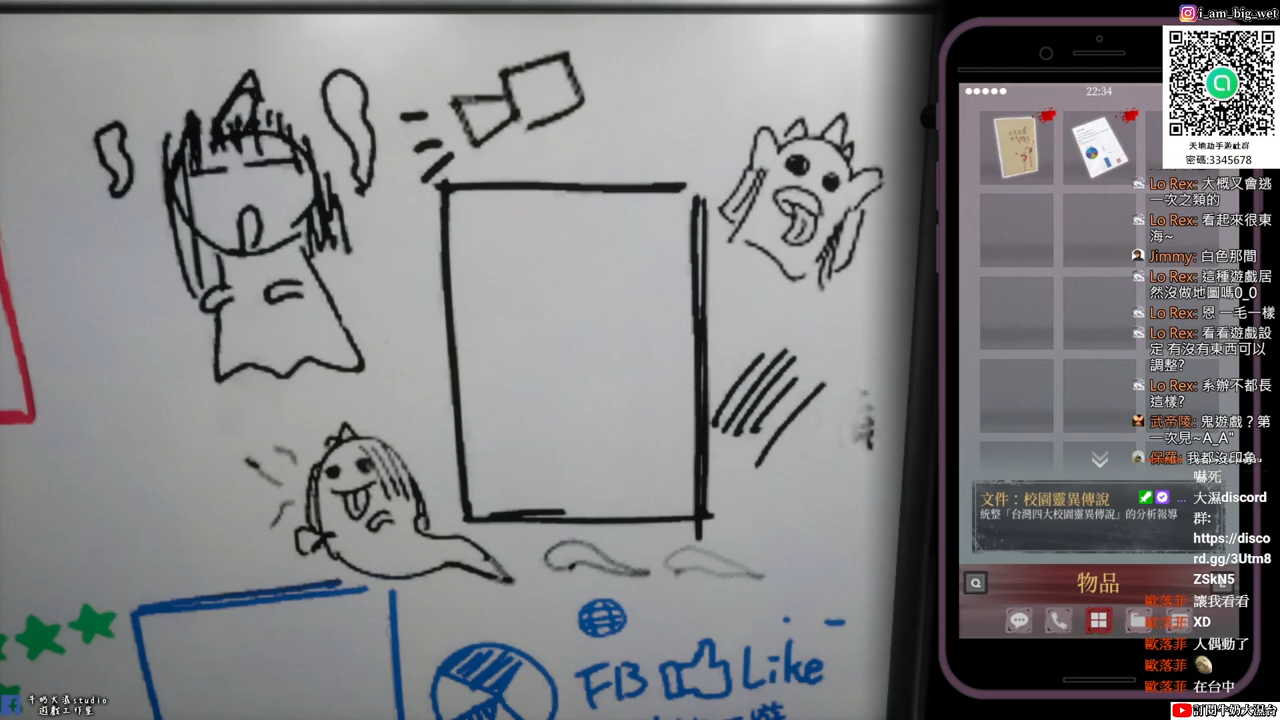 i_am_big_wet
22:34
天地劫手遊社群
密碼:3345678
Lo Rex: 大概又會逃
一次之類的
Lo Rex: 看起來很東
海~
Jimmy: 白色那間
Lo Rex: 這種遊戲居
然沒做地圖嗎0_0
Lo Rex: 恩 一毛一樣
Lo Rex: 看看遊戲設
定 有沒有東西可以
調整?
Lo Rex: 系辦不都長
這樣?
武帝陵: 鬼遊戲？第
一次見~A_A"
保羅: 我都沒印象
嚇死
大濕discord
群:
https://disco
rd.gg/3Utm8
ZSkN5
歐落菲 讓我看看
歐落菲 XD
歐落菲 人偶動了
歐落菲
歐落菲 在台中
文件：校園靈異傳說
統整「台灣四大校園靈異傳說」的分析報導
物品
FB Like
牛奶大濕studio
遊戲工作室
訂閱牛奶大濕台